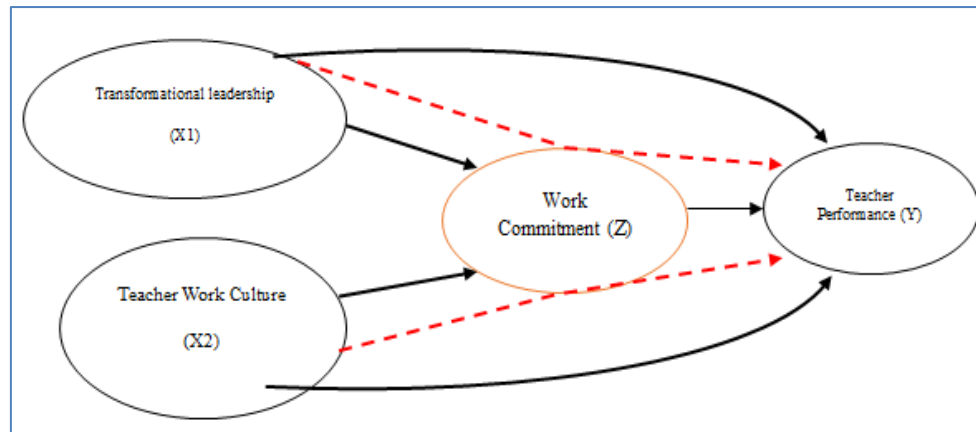 Transformational leadership
(X1)
Work
Commitment (Z)
Teacher
Performance (Y)
Teacher Work Culture
(X2)